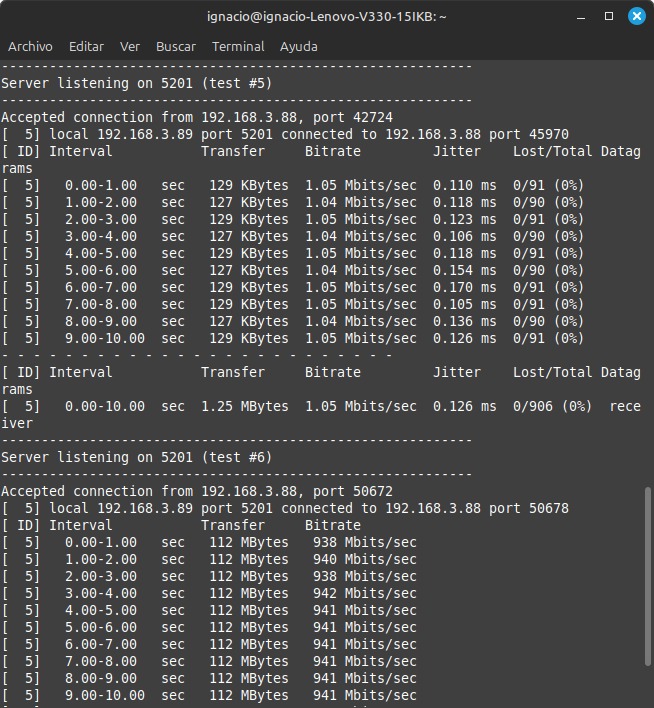 ignacio@ignacio-Lenovo-V330-15IKB: ~
Archivo Editar Ver Buscar Terminal Ayuda
-----------------------------------------------------------
Server listening on 5201 (test #5)
-----------------------------------------------------------
Accepted connection from 192.168.3.88, port 42724
[  5] local 192.168.3.89 port 5201 connected to 192.168.3.88 port 45970
[ ID] Interval           Transfer     Bitrate         Jitter    Lost/Total Datag
rams
[  5]   0.00-1.00   sec   129 KBytes  1.05 Mbits/sec  0.110 ms  0/91 (0%)
[  5]   1.00-2.00   sec   127 KBytes  1.04 Mbits/sec  0.118 ms  0/90 (0%)
[  5]   2.00-3.00   sec   129 KBytes  1.05 Mbits/sec  0.123 ms  0/91 (0%)
[  5]   3.00-4.00   sec   127 KBytes  1.04 Mbits/sec  0.106 ms  0/90 (0%)
[  5]   4.00-5.00   sec   129 KBytes  1.05 Mbits/sec  0.118 ms  0/91 (0%)
[  5]   5.00-6.00   sec   127 KBytes  1.04 Mbits/sec  0.154 ms  0/90 (0%)
[  5]   6.00-7.00   sec   129 KBytes  1.05 Mbits/sec  0.170 ms  0/91 (0%)
[  5]   7.00-8.00   sec   129 KBytes  1.05 Mbits/sec  0.105 ms  0/91 (0%)
[  5]   8.00-9.00   sec   127 KBytes  1.04 Mbits/sec  0.136 ms  0/90 (0%)
[  5]   9.00-10.00  sec   129 KBytes  1.05 Mbits/sec  0.126 ms  0/91 (0%)
- - - - - - - - - - - - - - - - - - - - - - - - -
[ ID] Interval           Transfer     Bitrate         Jitter    Lost/Total Datag
rams
[  5]   0.00-10.00  sec  1.25 MBytes  1.05 Mbits/sec  0.126 ms  0/906 (0%)  rece
iver
-----------------------------------------------------------
Server listening on 5201 (test #6)
-----------------------------------------------------------
Accepted connection from 192.168.3.88, port 50672
[  5] local 192.168.3.89 port 5201 connected to 192.168.3.88 port 50678
[ ID] Interval           Transfer     Bitrate
[  5]   0.00-1.00   sec   112 MBytes   938 Mbits/sec
[  5]   1.00-2.00   sec   112 MBytes   940 Mbits/sec
[  5]   2.00-3.00   sec   112 MBytes   938 Mbits/sec
[  5]   3.00-4.00   sec   112 MBytes   942 Mbits/sec
[  5]   4.00-5.00   sec   112 MBytes   941 Mbits/sec
[  5]   5.00-6.00   sec   112 MBytes   941 Mbits/sec
[  5]   6.00-7.00   sec   112 MBytes   941 Mbits/sec
[  5]   7.00-8.00   sec   112 MBytes   941 Mbits/sec
[  5]   8.00-9.00   sec   112 MBytes   941 Mbits/sec
[  5]   9.00-10.00  sec   112 MBytes   941 Mbits/sec